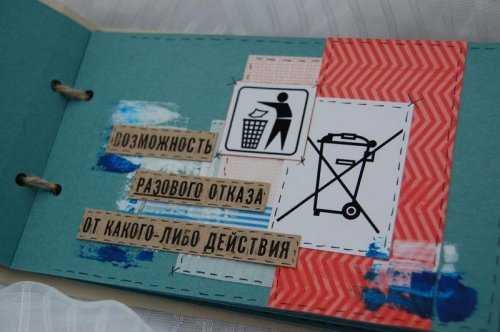 ВОЗМОЖНОСТЬ
РАЗОВОГО ОТКАЗА
ОТ КАКОГО-ЛИБО ДЕЙСТВИЯ